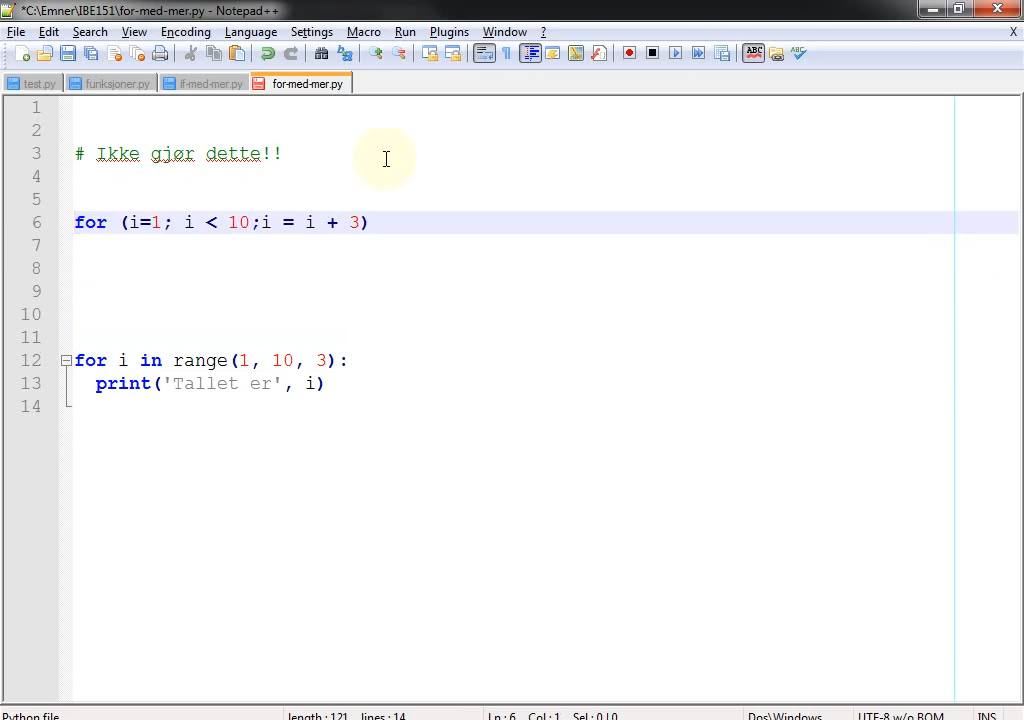 *C:\Emner\IBE151\for-med-mer.py - Notepad++
File Edit Search View Encoding Language Settings Macro Run Plugins Window ? X
test.py funksjoner.py if-med-mer.py for-med-mer.py
1
2
3 # Ikke gjør dette!!
4
5
6 for (i=1; i < 10;i = i + 3)
7
8
9
10
11
12 for i in range(1, 10, 3):
13 print('Tallet er', i)
14
Python file length : 121 lines : 14 Ln : 6 Col : 1 Sel : 0 | 0 Dos\Windows UTF-8 w/o BOM INS